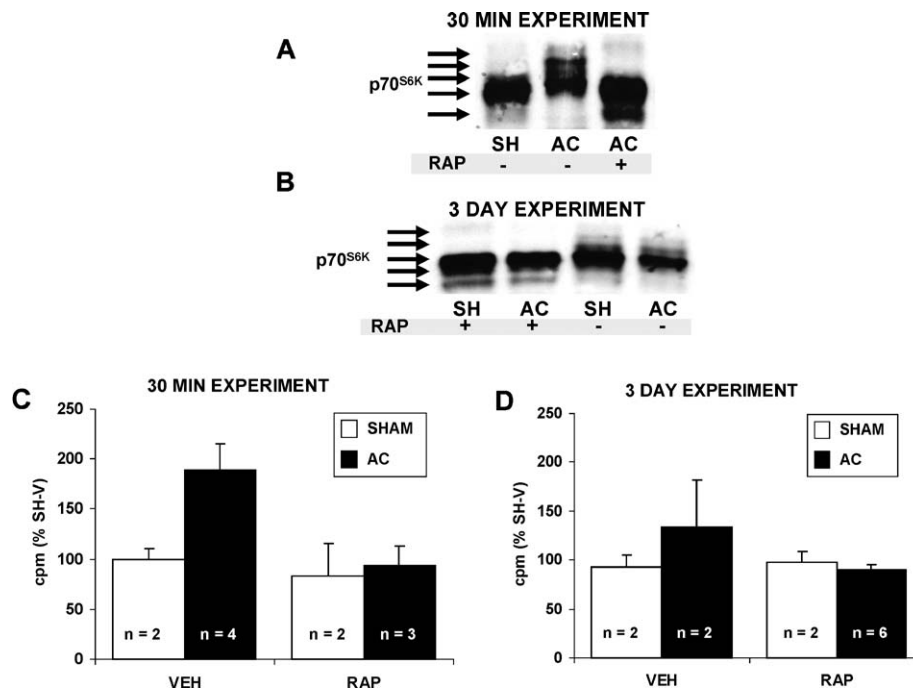 30 MIN EXPERIMENT
A
p70S6K
SH AC AC
RAP - - +
B
3 DAY EXPERIMENT
p70S6K
SH AC SH AC
RAP + + - -
C
30 MIN EXPERIMENT
250
200
150
100
50
0
cpm (% SH-V)
SHAM
AC
n = 2 n = 4 n = 2 n = 3
VEH RAP
D
3 DAY EXPERIMENT
250
200
150
100
50
0
cpm (% SH-V)
SHAM
AC
n = 2 n = 2 n = 2 n = 6
VEH RAP